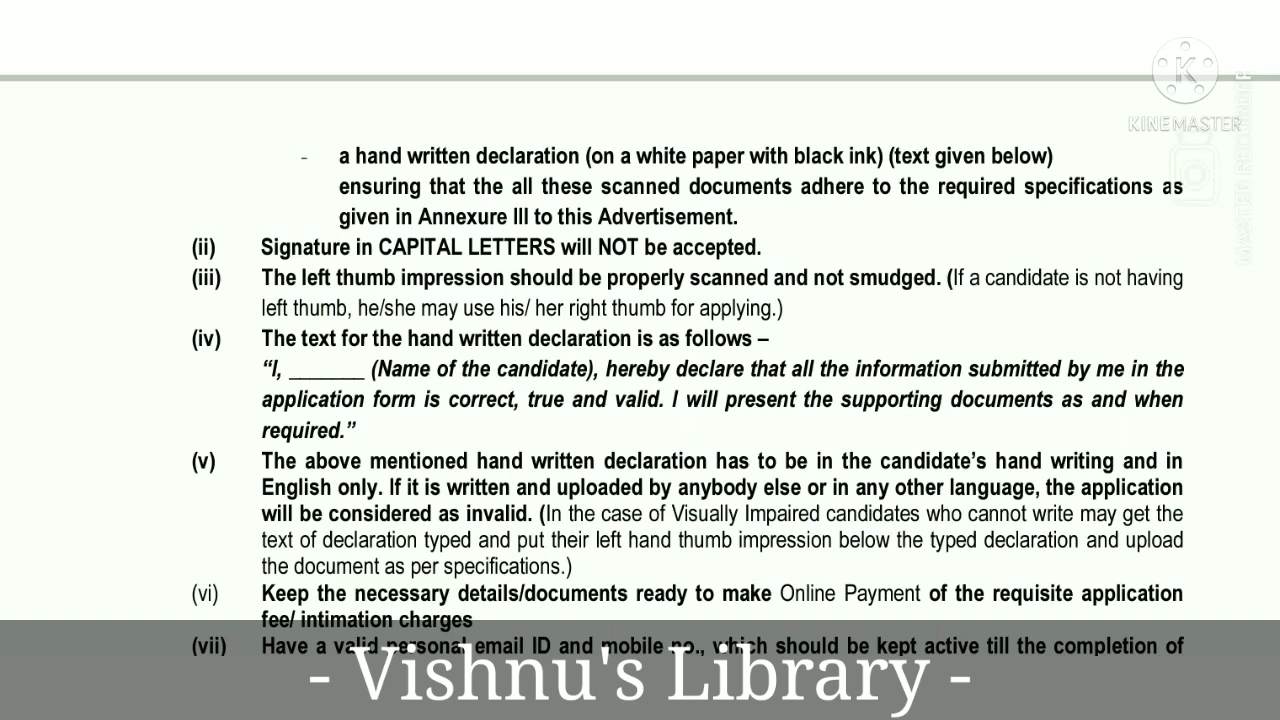 KINEMASTER
- a hand written declaration (on a white paper with black ink) (text given below)
ensuring that the all these scanned documents adhere to the required specifications as
given in Annexure III to this Advertisement.
(ii) Signature in CAPITAL LETTERS will NOT be accepted.
(iii) The left thumb impression should be properly scanned and not smudged. (If a candidate is not having
left thumb, he/she may use his/ her right thumb for applying.)
(iv) The text for the hand written declaration is as follows –
“I, _______ (Name of the candidate), hereby declare that all the information submitted by me in the
application form is correct, true and valid. I will present the supporting documents as and when
required.”
(v) The above mentioned hand written declaration has to be in the candidate’s hand writing and in
English only. If it is written and uploaded by anybody else or in any other language, the application
will be considered as invalid. (In the case of Visually Impaired candidates who cannot write may get the
text of declaration typed and put their left hand thumb impression below the typed declaration and upload
the document as per specifications.)
(vi) Keep the necessary details/documents ready to make Online Payment of the requisite application
fee/ intimation charges
(vii) Have a valid personal email ID and mobile no., which should be kept active till the completion of
- Vishnu's Library -